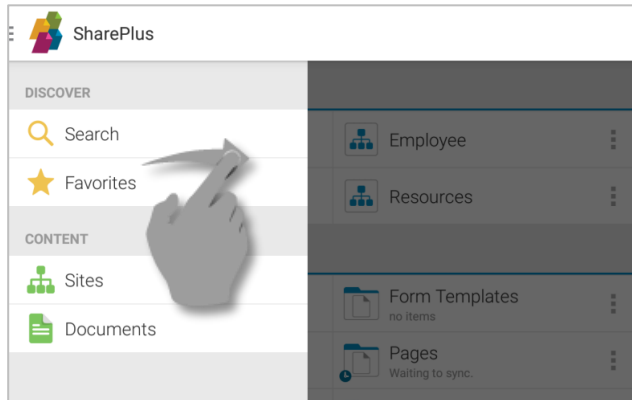 SharePlus
DISCOVER
Search
Favorites
CONTENT
Sites
Documents
Employee
Resources
Form Templates
no items
Pages
Waiting to sync.